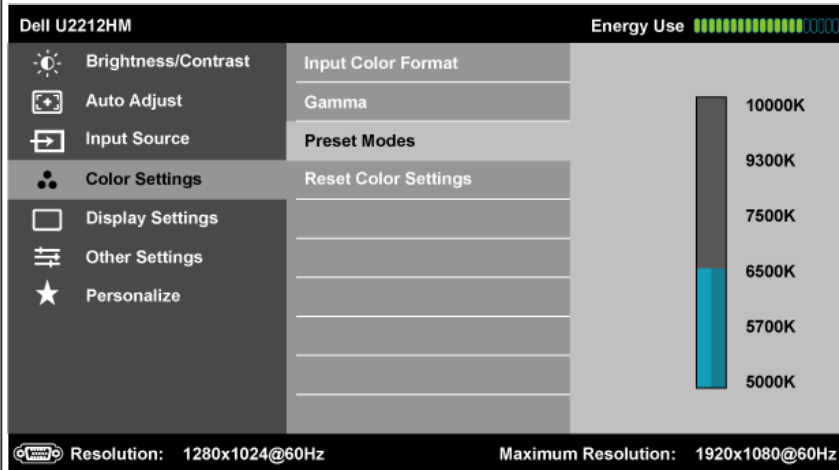 Dell U2212HM Energy Use
Brightness/Contrast Input Color Format
Auto Adjust Gamma 10000K
Input Source Preset Modes 9300K
Color Settings Reset Color Settings
Display Settings 7500K
Other Settings 6500K
Personalize
5700K
5000K
Resolution: 1280x1024@60Hz Maximum Resolution: 1920x1080@60Hz